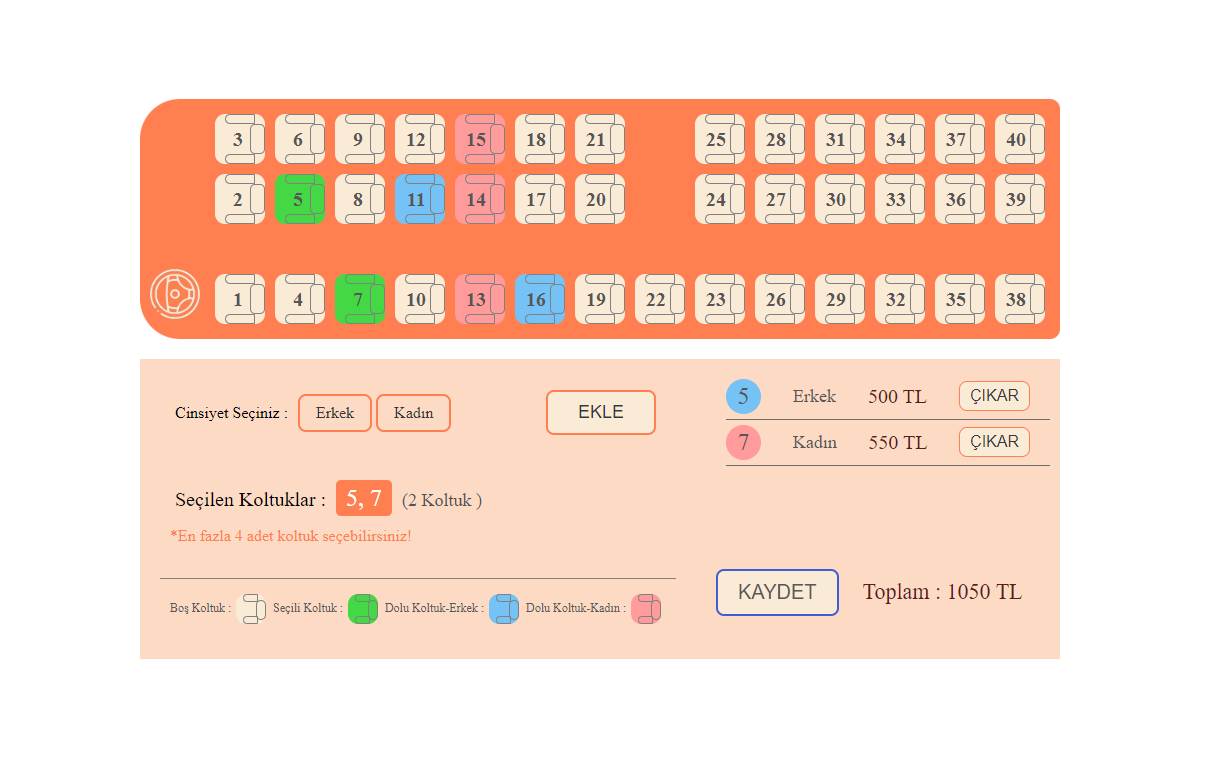 3 6 9 12 15 18 21 25 28 31 34 37 40
2 5 8 11 14 17 20 24 27 30 33 36 39
1 4 7 10 13 16 19 22 23 26 29 32 35 38
Cinsiyet Seçiniz : Erkek Kadın EKLE
Seçilen Koltuklar : 5, 7 (2 Koltuk )
*En fazla 4 adet koltuk seçebilirsiniz!
Boş Koltuk : Seçili Koltuk : Dolu Koltuk-Erkek : Dolu Koltuk-Kadın :
5 Erkek 500 TL ÇIKAR
7 Kadın 550 TL ÇIKAR
KAYDET Toplam : 1050 TL